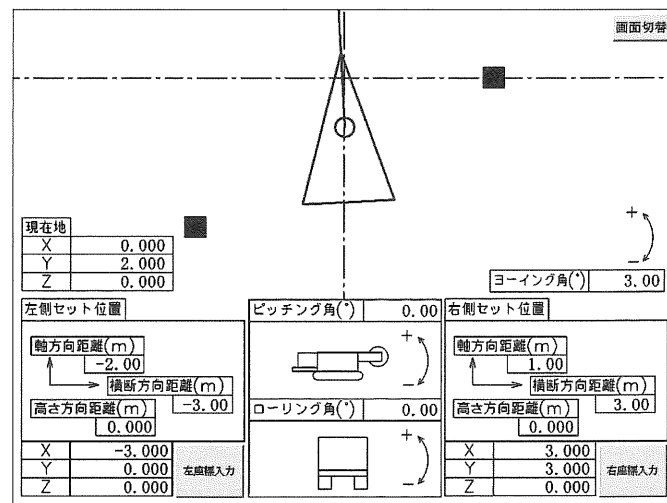 画面切替
現在地
X 0.000
Y 2.000
Z 0.000
+
−
ヨーイング角(°) 3.00
左側セット位置
軸方向距離(m)
-2.00
横断方向距離(m)
-3.00
高さ方向距離(m)
0.000
X -3.000
Y 0.000
Z 0.000
左座標入力
ピッチング角(°) 0.00
+
−
ローリング角(°) 0.00
+
−
右側セット位置
軸方向距離(m)
1.00
横断方向距離(m)
3.00
高さ方向距離(m)
0.000
X 3.000
Y 3.000
Z 0.000
右座標入力